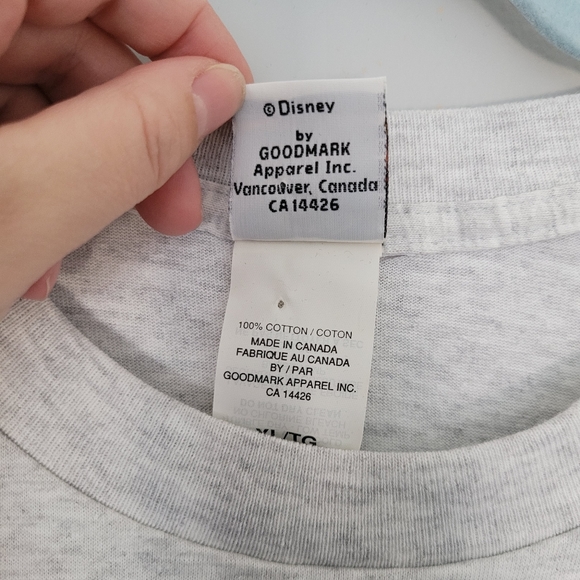 © Disney
by
GOODMARK
Apparel Inc.
Vancouver, Canada
CA 14426
100% COTTON / COTON
MADE IN CANADA
FABRIQUE AU CANADA
BY / PAR
GOODMARK APPAREL INC.
CA 14426
XL/TG